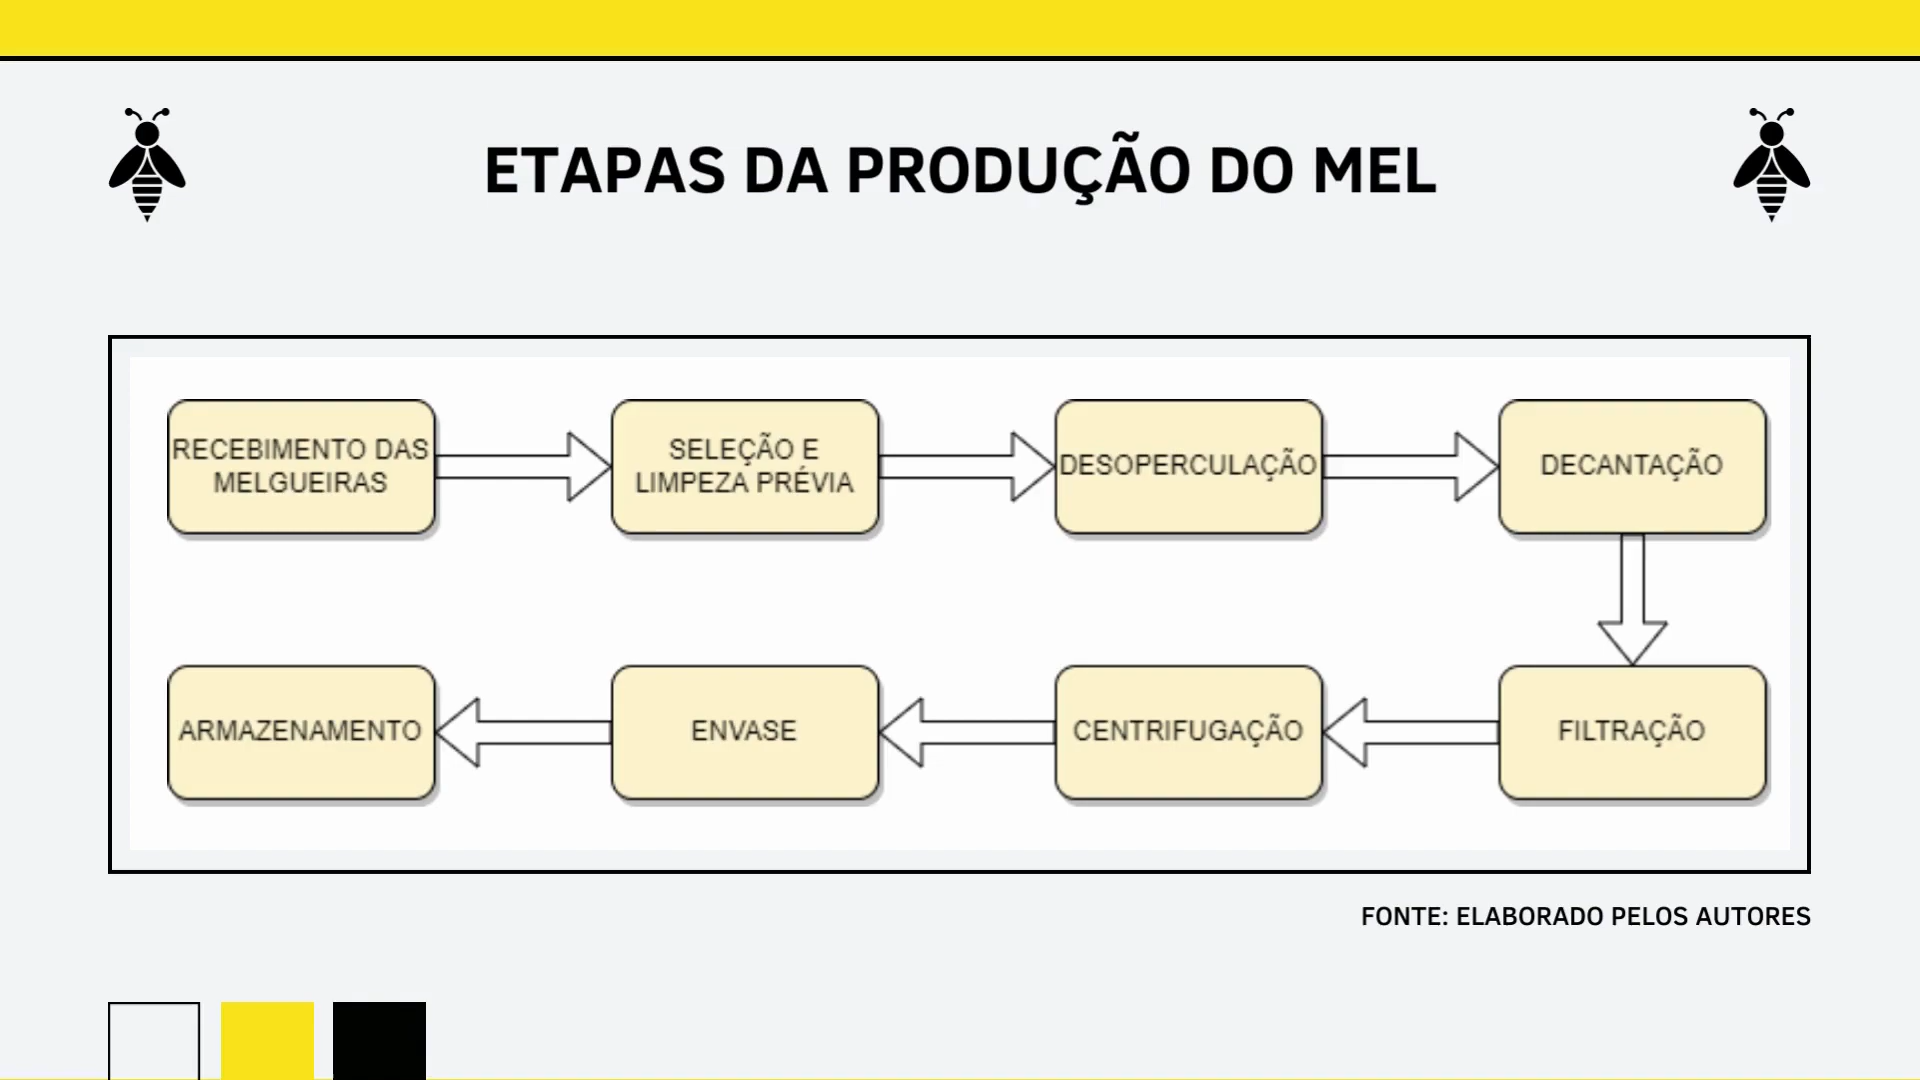 ETAPAS DA PRODUÇÃO DO MEL
RECEBIMENTO DAS
MELGUEIRAS
SELEÇÃO E
LIMPEZA PRÉVIA
DESOPERCULAÇÃO
DECANTAÇÃO
FILTRAÇÃO
CENTRIFUGAÇÃO
ENVASE
ARMAZENAMENTO
FONTE: ELABORADO PELOS AUTORES